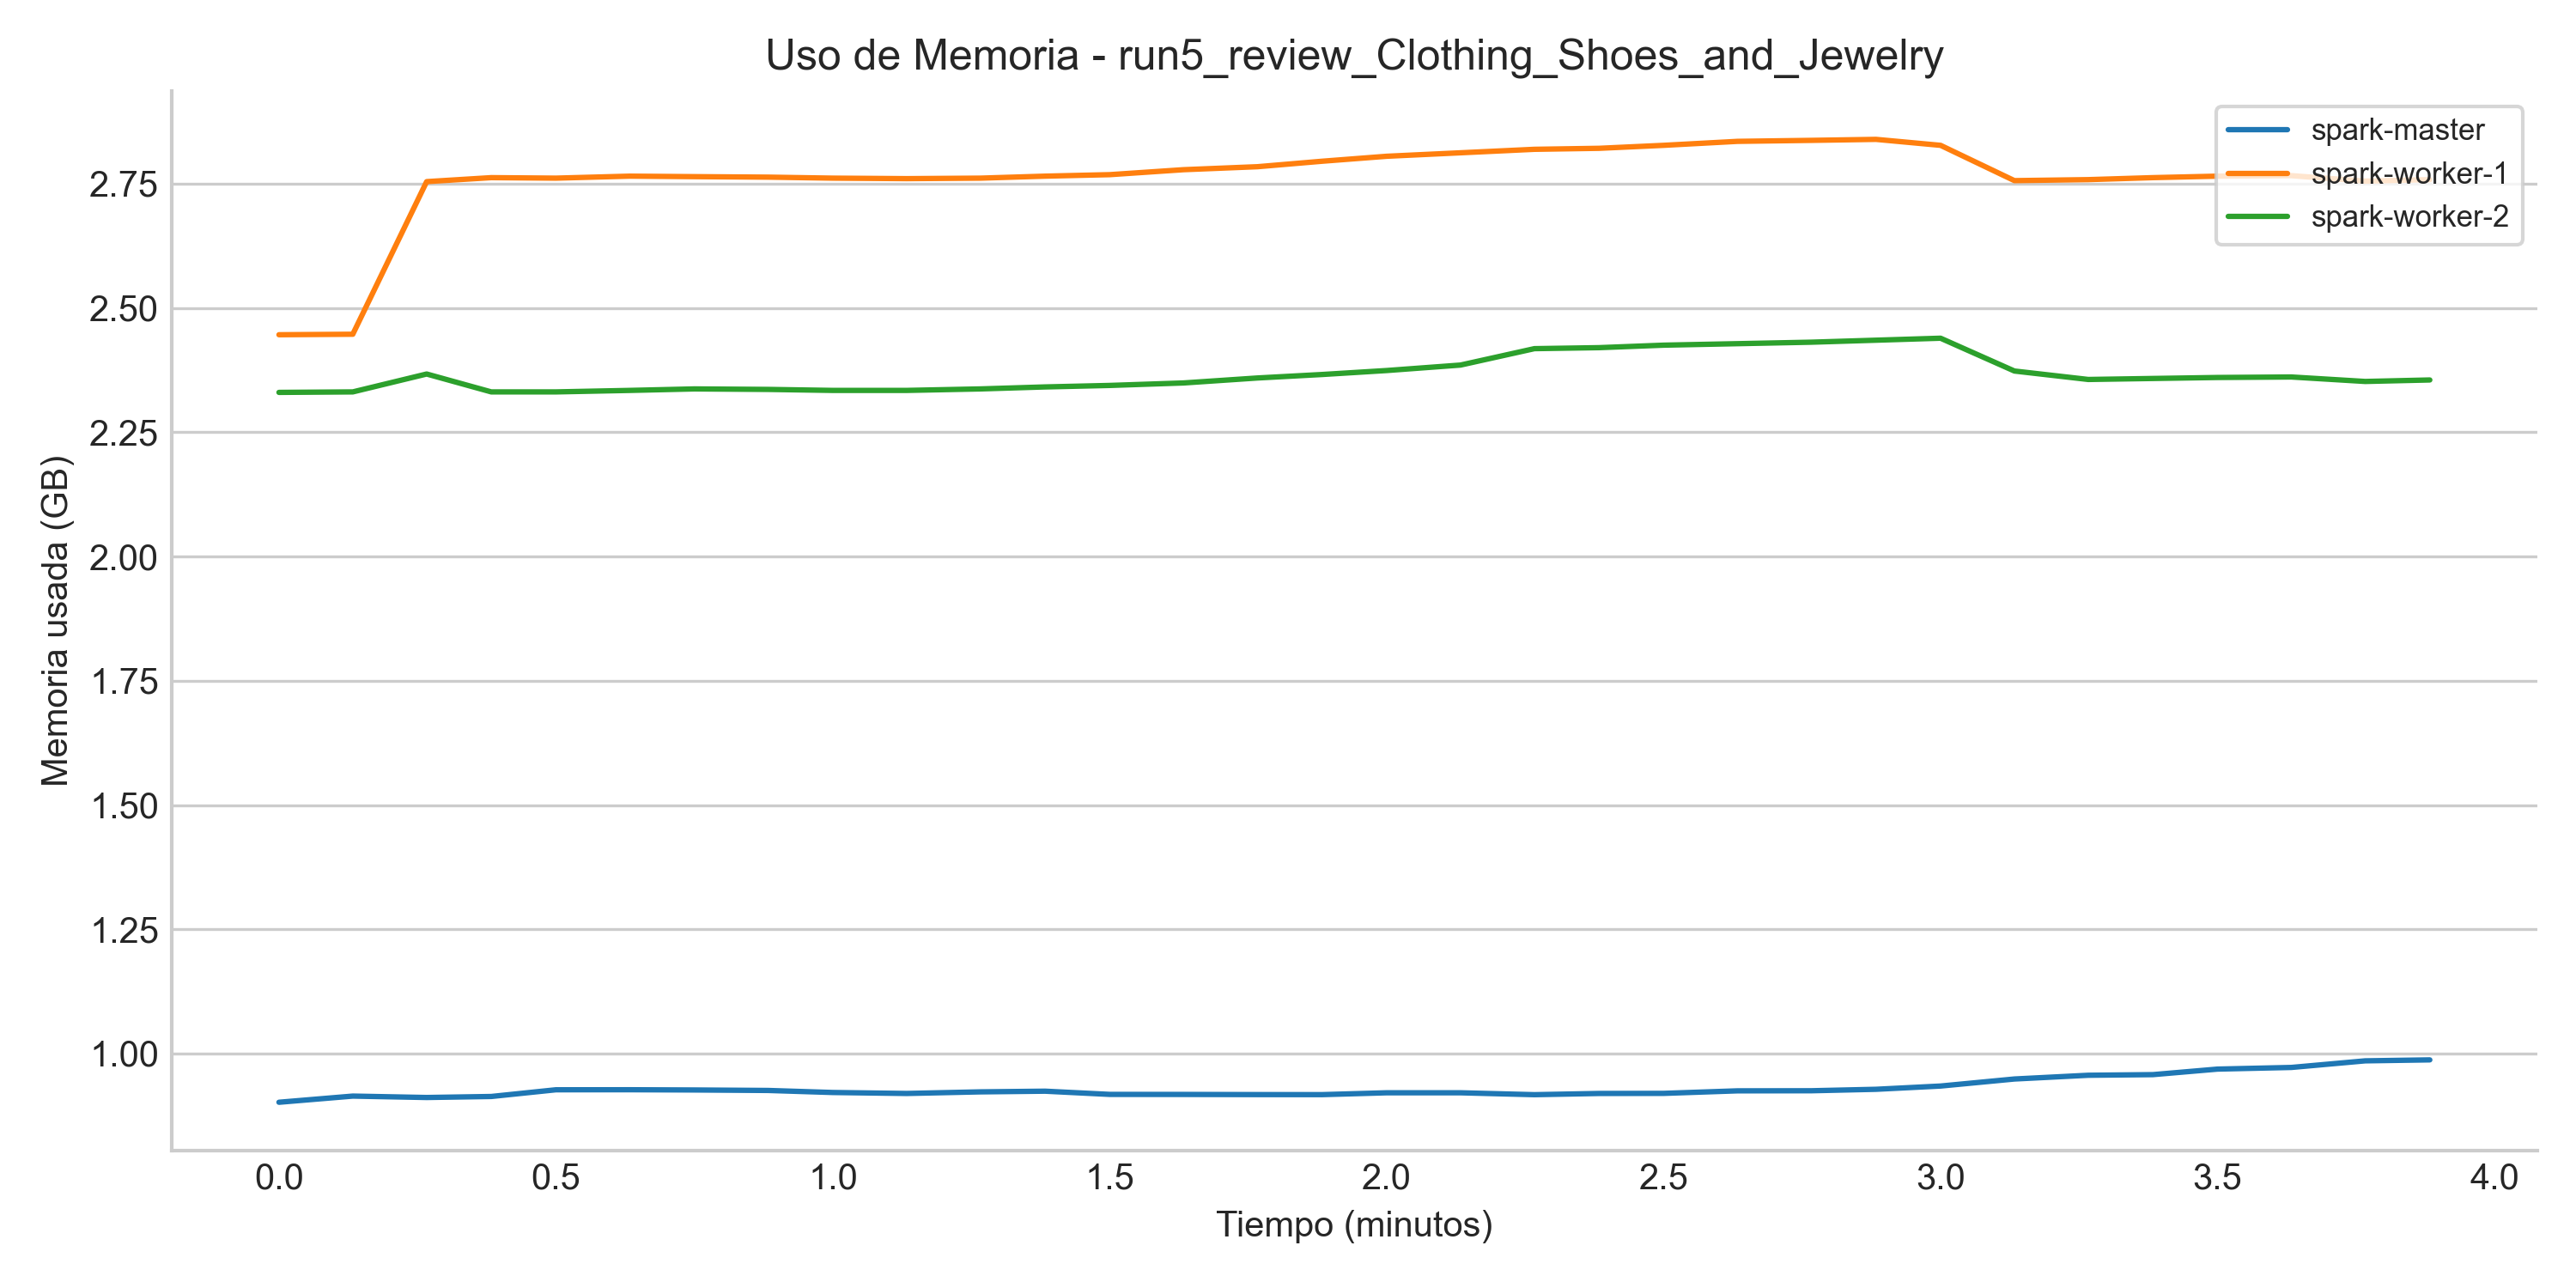 Uso de Memoria - run5_review_Clothing_Shoes_and_Jewelry
spark-master
spark-worker-1
spark-worker-2
Memoria usada (GB)
2.75
2.50
2.25
2.00
1.75
1.50
1.25
1.00
0.0 0.5 1.0 1.5 2.0 2.5 3.0 3.5 4.0
Tiempo (minutos)